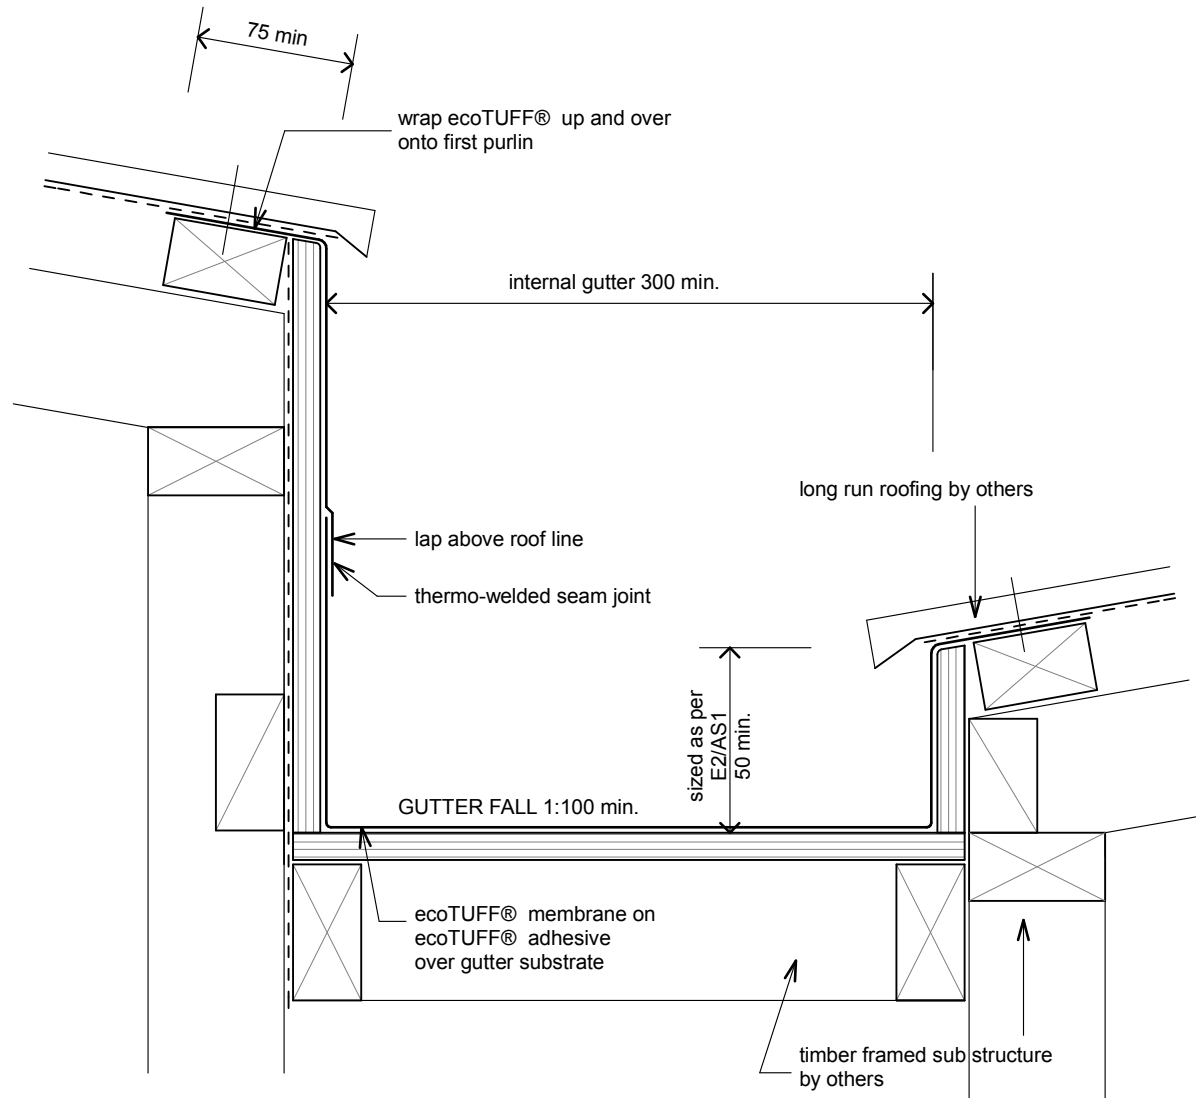 75 min
wrap ecoTUFF® up and over
onto first purlin
internal gutter 300 min.
long run roofing by others
lap above roof line
thermo-welded seam joint
sized as per
E2/AS1
50 min.
GUTTER FALL 1:100 min.
ecoTUFF® membrane on
ecoTUFF® adhesive
over gutter substrate
timber framed sub structure
by others